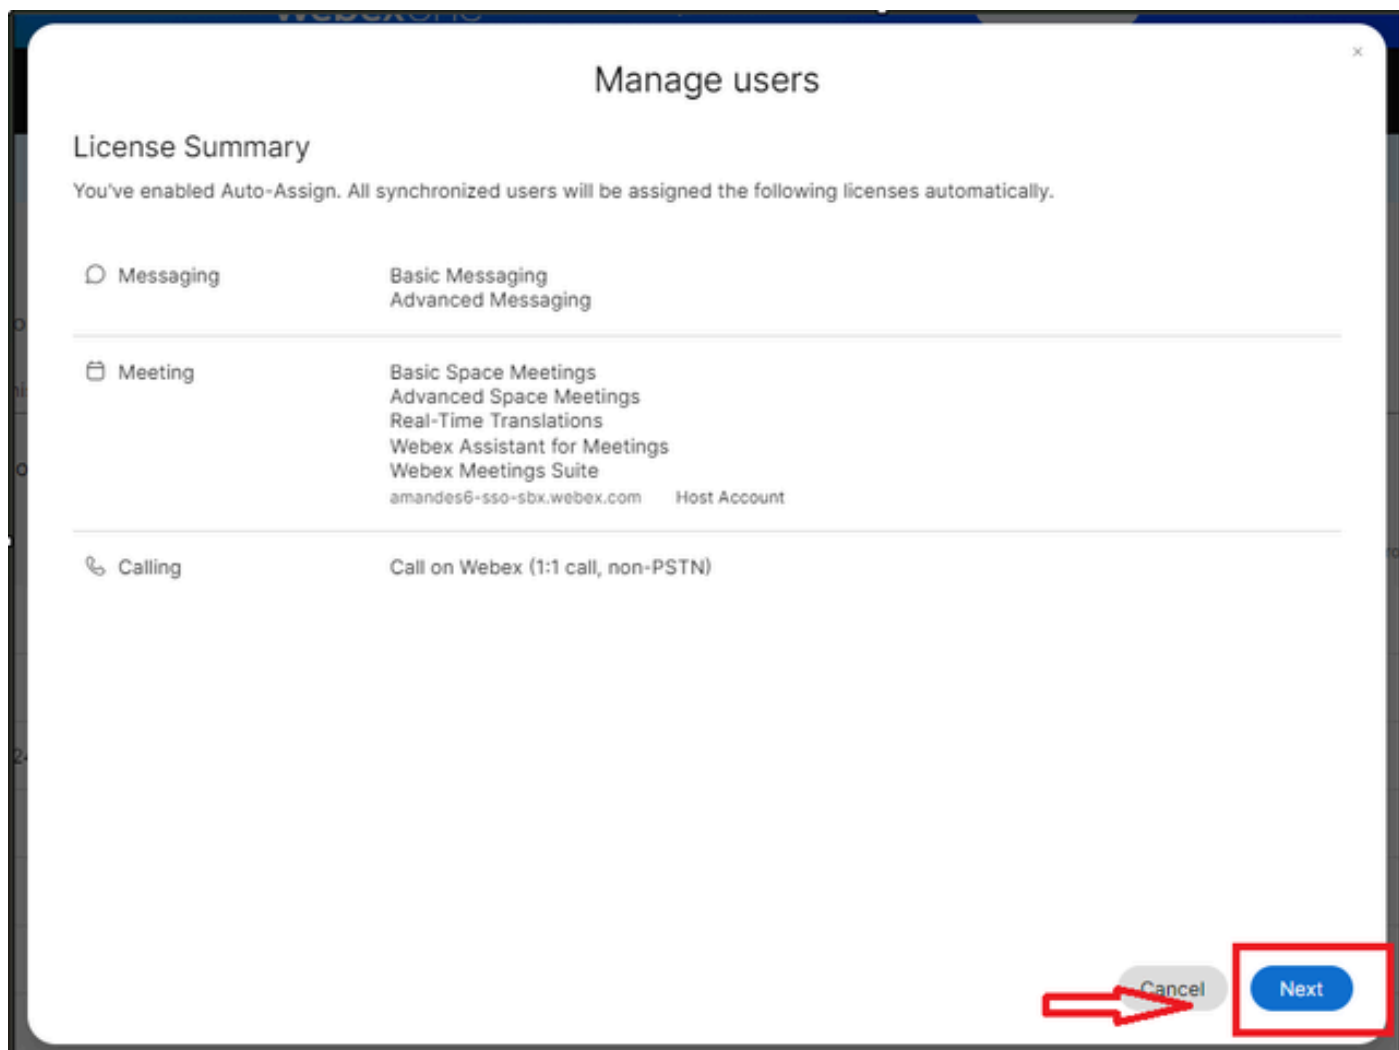 webexone
Manage users
License Summary
You've enabled Auto-Assign. All synchronized users will be assigned the following licenses automatically.
Messaging
Basic Messaging
Advanced Messaging
Meeting
Basic Space Meetings
Advanced Space Meetings
Real-Time Translations
Webex Assistant for Meetings
Webex Meetings Suite
amandes6-sso-sbx.webex.com Host Account
Calling
Call on Webex (1:1 call, non-PSTN)
Cancel
Next